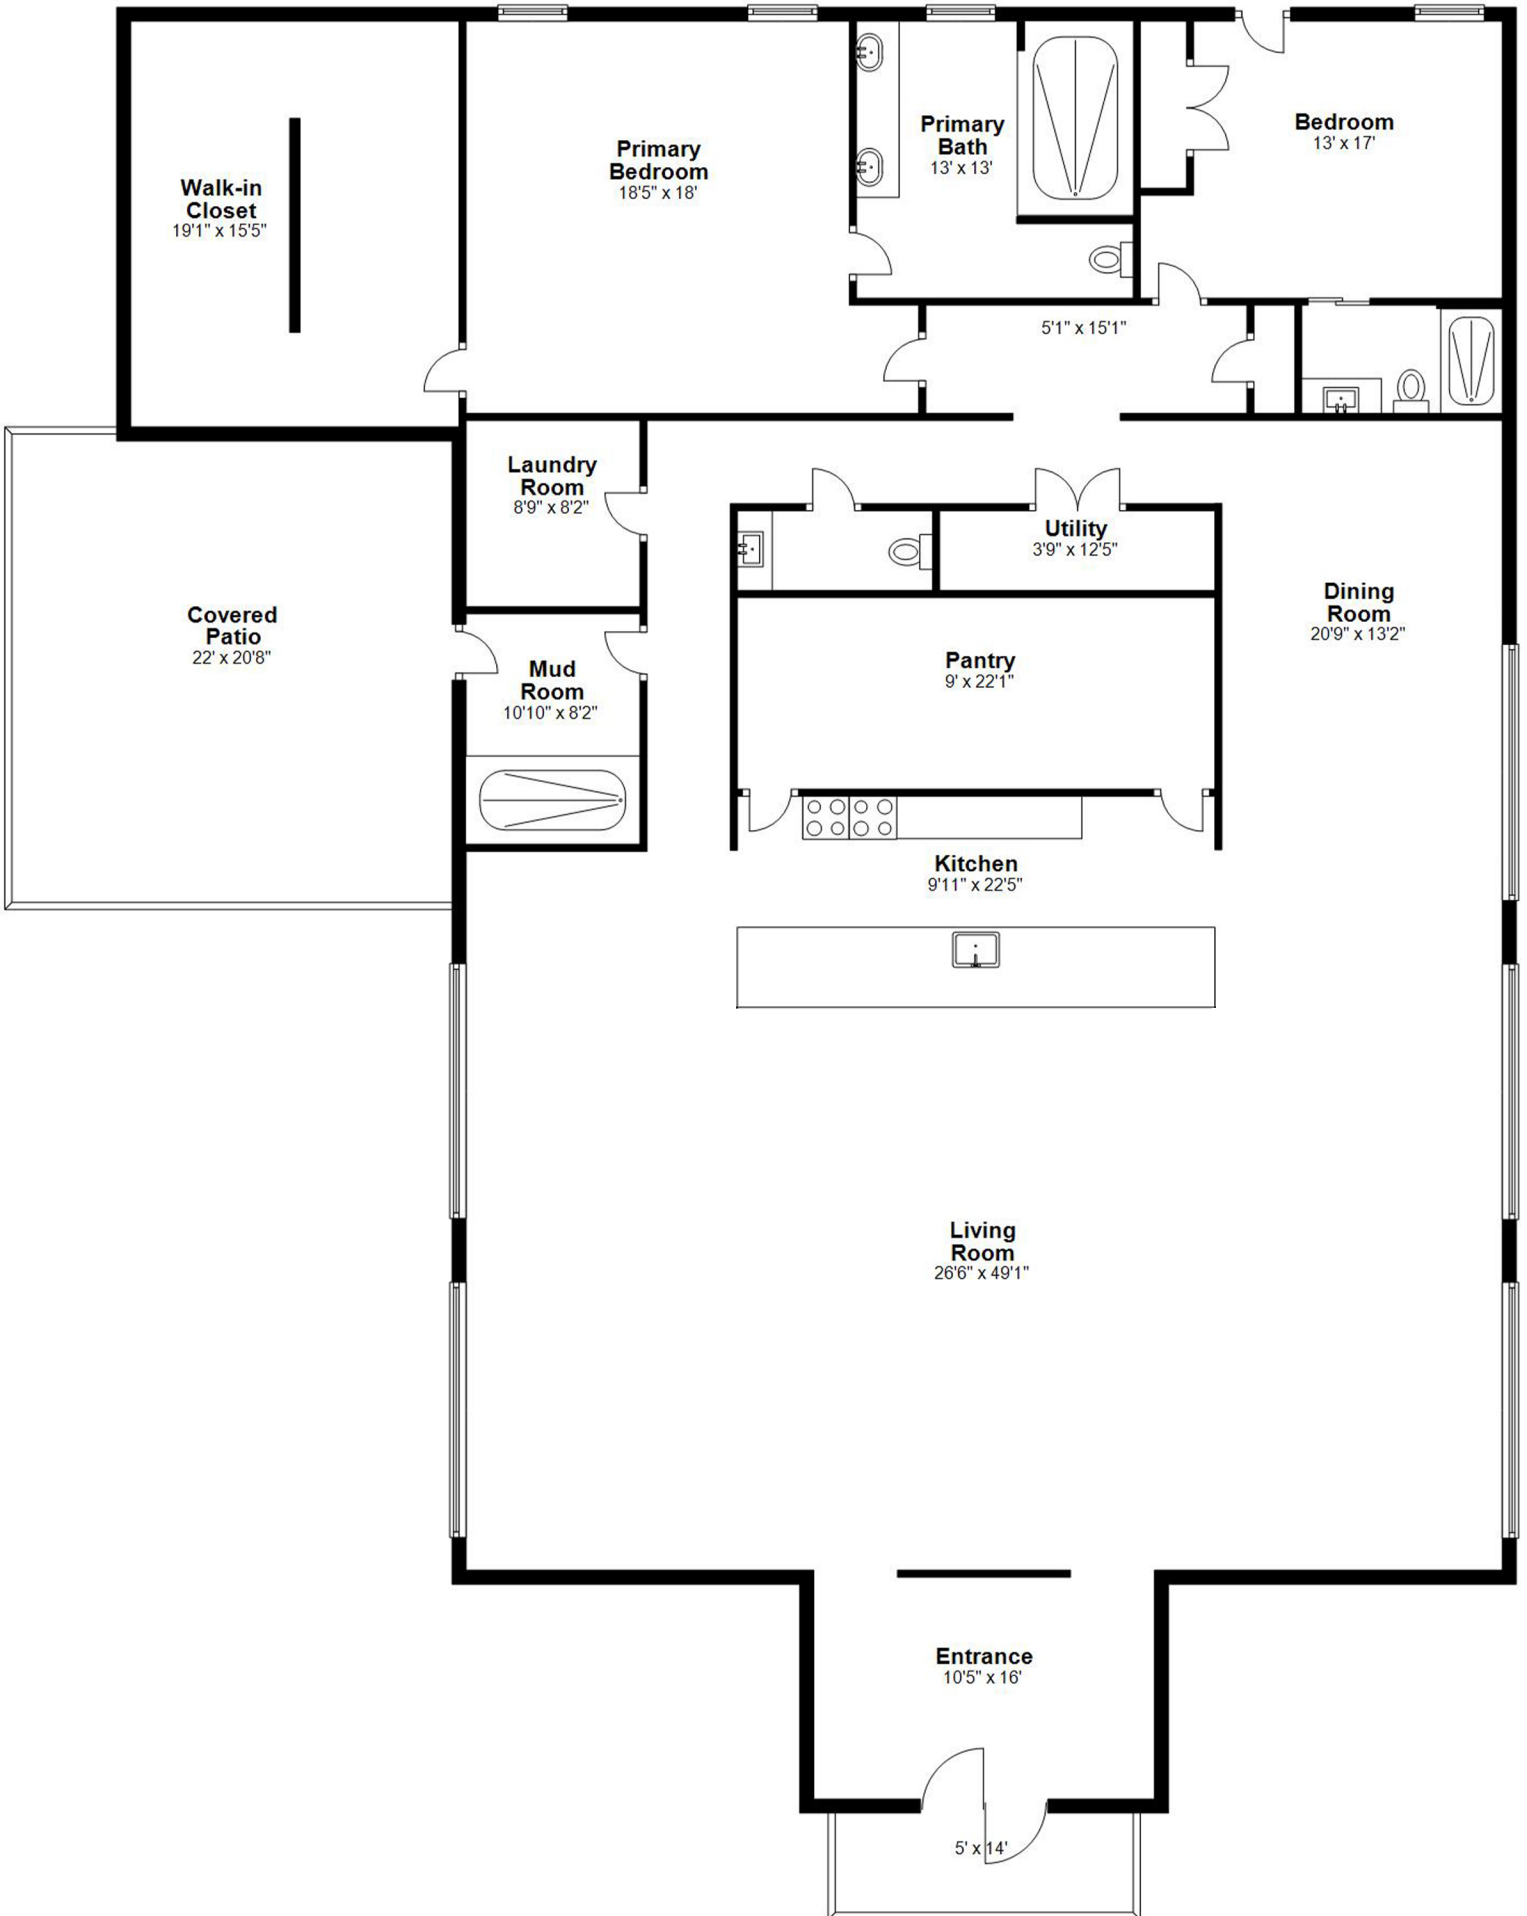 Walk-in
Closet
19'1" x 15'5"
Primary
Bedroom
18'5" x 18'
Primary
Bath
13' x 13'
Bedroom
13' x 17'
5'1" x 15'1"
Laundry
Room
8'9" x 8'2"
Utility
3'9" x 12'5"
Covered
Patio
22' x 20'8"
Mud
Room
10'10" x 8'2"
Pantry
9' x 22'1"
Dining
Room
20'9" x 13'2"
Kitchen
9'11" x 22'5"
Living
Room
26'6" x 49'1"
Entrance
10'5" x 16'
5' x 14'